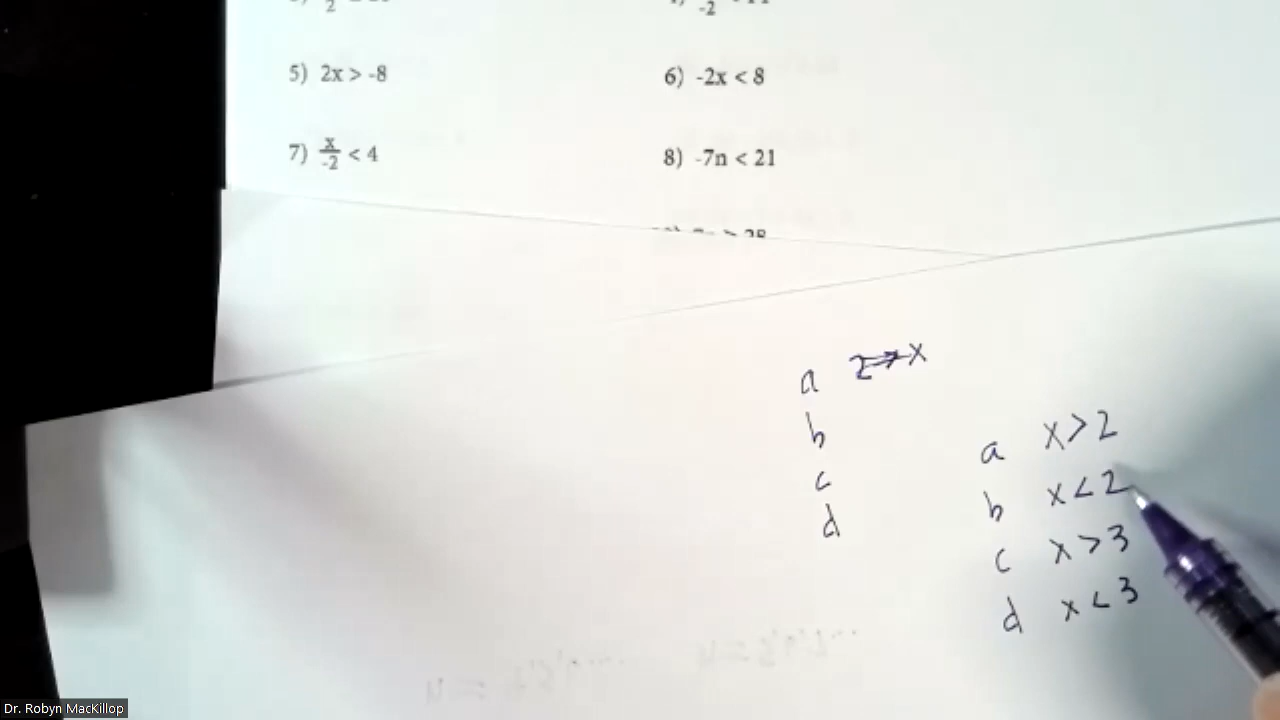 5) 2x > -8
6) -2x < 8
7) x/-2 < 4
8) -7n < 21
a 2 → x
b
c
d
a x > 2
b x < 2
c x > 3
d x < 3
Dr. Robyn MacKillop